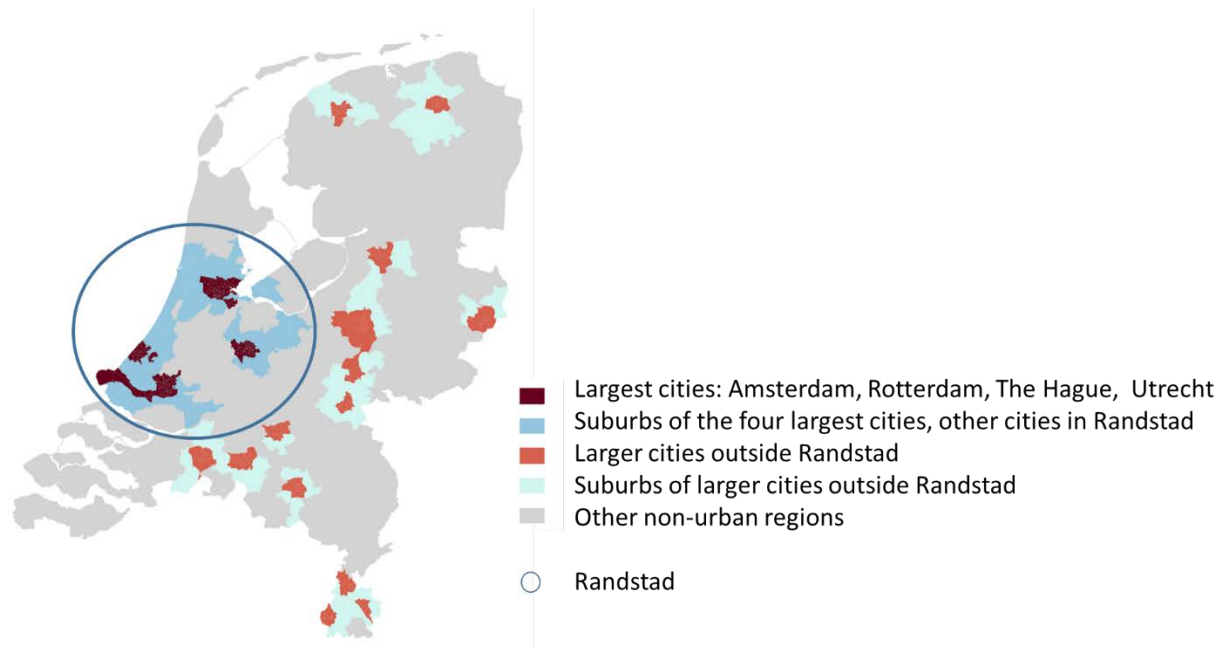 Largest cities: Amsterdam, Rotterdam, The Hague, Utrecht
Suburbs of the four largest cities, other cities in Randstad
Larger cities outside Randstad
Suburbs of larger cities outside Randstad
Other non-urban regions
Randstad